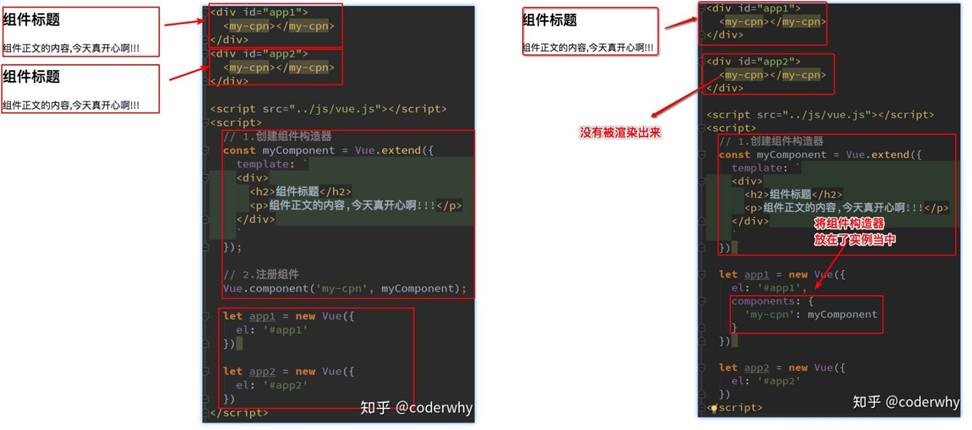 组件标题
组件正文的内容,今天真开心啊!!!
组件标题
组件正文的内容,今天真开心啊!!!
<div id="app1">
<my-cpn></my-cpn>
</div>
<div id="app2">
<my-cpn></my-cpn>
</div>
<script src="../js/vue.js"></script>
<script>
// 1.创建组件构造器
const myComponent = Vue.extend({
template: `
<div>
<h2>组件标题</h2>
<p>组件正文的内容,今天真开心啊!!!</p>
</div>
`
});
// 2.注册组件
Vue.component('my-cpn', myComponent);
let app1 = new Vue({
el: '#app1'
})
let app2 = new Vue({
el: '#app2'
})
</script>
知乎 @coderwhy
组件标题
组件正文的内容,今天真开心啊!!!
<div id="app1">
<my-cpn></my-cpn>
</div>
<div id="app2">
<my-cpn></my-cpn>
</div>
没有被渲染出来
<script src="../js/vue.js"></script>
<script>
// 1.创建组件构造器
const myComponent = Vue.extend({
template: `
<div>
<h2>组件标题</h2>
<p>组件正文的内容,今天真开心啊!!!</p>
</div>
`
})
将组件构造器
放在了实例当中
let app1 = new Vue({
el: '#app1',
components: {
'my-cpn': myComponent
}
})
let app2 = new Vue({
el: '#app2'
})
</script>
知乎 @coderwhy